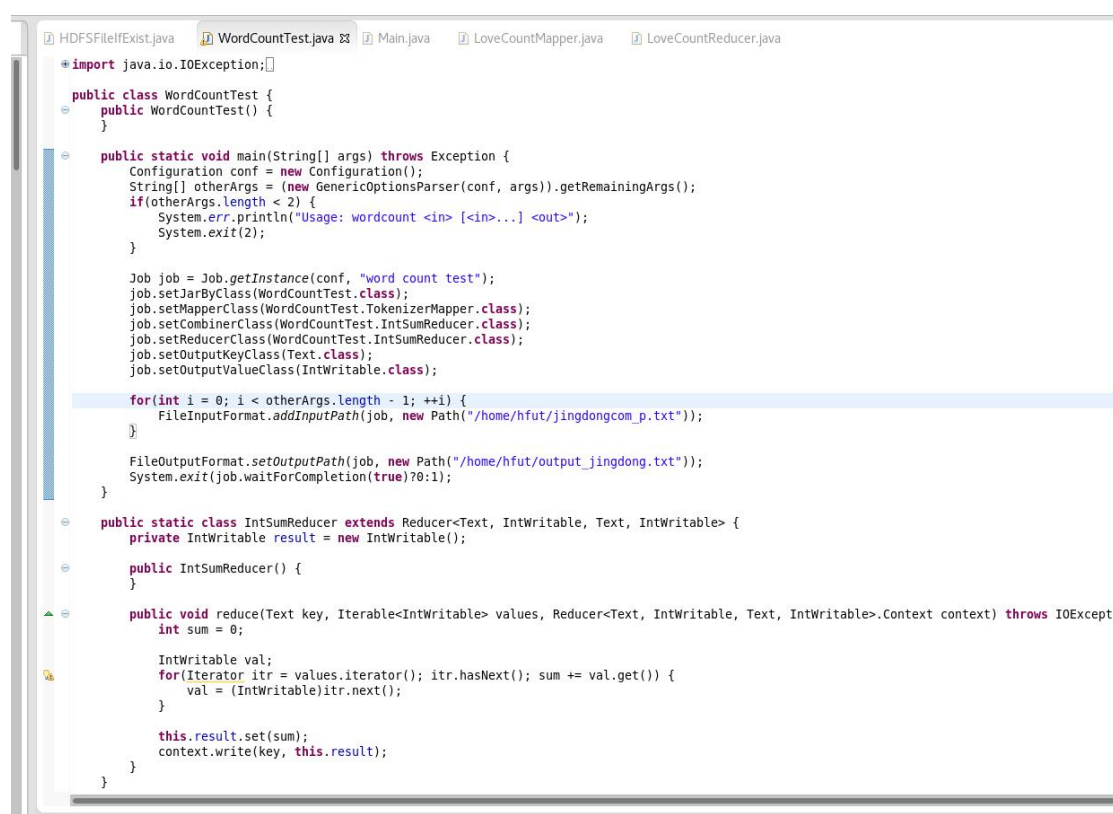 HDFSFileIfExist.java WordCountTest.java Main.java LoveCountMapper.java LoveCountReducer.java
import java.io.IOException;
public class WordCountTest {
public WordCountTest() {
}
public static void main(String[] args) throws Exception {
Configuration conf = new Configuration();
String[] otherArgs = (new GenericOptionsParser(conf, args)).getRemainingArgs();
if(otherArgs.length < 2) {
System.err.println("Usage: wordcount <in> [<in>...] <out>");
System.exit(2);
}
Job job = Job.getInstance(conf, "word count test");
job.setJarByClass(WordCountTest.class);
job.setMapperClass(WordCountTest.TokenizerMapper.class);
job.setCombinerClass(WordCountTest.IntSumReducer.class);
job.setReducerClass(WordCountTest.IntSumReducer.class);
job.setOutputKeyClass(Text.class);
job.setOutputValueClass(IntWritable.class);
for(int i = 0; i < otherArgs.length - 1; ++i) {
FileInputFormat.addInputPath(job, new Path("/home/hfut/jingdongcom_p.txt"));
}
FileOutputFormat.setOutputPath(job, new Path("/home/hfut/output_jingdong.txt"));
System.exit(job.waitForCompletion(true)?0:1);
}
public static class IntSumReducer extends Reducer<Text, IntWritable, Text, IntWritable> {
private IntWritable result = new IntWritable();
public IntSumReducer() {
}
public void reduce(Text key, Iterable<IntWritable> values, Reducer<Text, IntWritable, Text, IntWritable>.Context context) throws IOExcept
int sum = 0;
IntWritable val;
for(Iterator itr = values.iterator(); itr.hasNext(); sum += val.get()) {
val = (IntWritable)itr.next();
}
this.result.set(sum);
context.write(key, this.result);
}
}